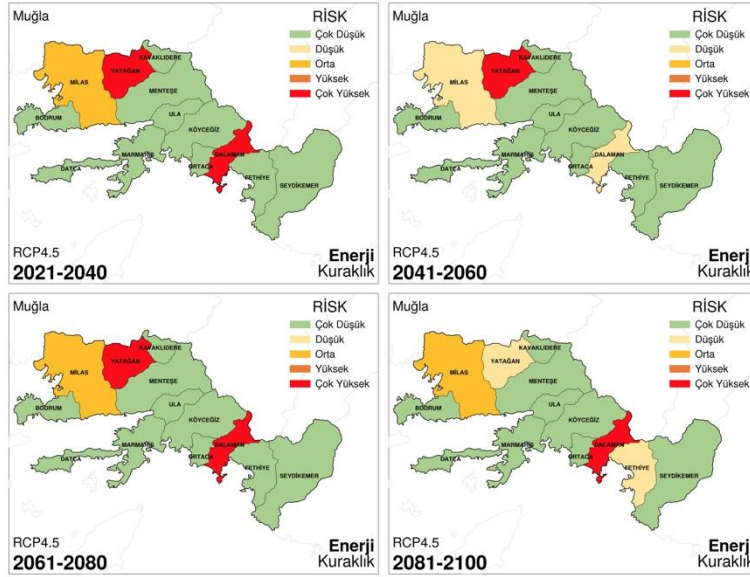 Muğla
RİSK
Çok Düşük
Düşük
Orta
Yüksek
Çok Yüksek
KAVAKLIDERE
YATAĞAN
MİLAS
MENTEŞE
BODRUM
ULA
KÖYCEĞİZ
MARMARİS
DALAMAN
ORTACA
DATÇA
FETHİYE
SEYDİKEMER
RCP4.5
2021-2040
Enerji
Kuraklık
Muğla
RİSK
Çok Düşük
Düşük
Orta
Yüksek
Çok Yüksek
KAVAKLIDERE
YATAĞAN
MİLAS
MENTEŞE
BODRUM
ULA
KÖYCEĞİZ
MARMARİS
DALAMAN
ORTACA
DATÇA
FETHİYE
SEYDİKEMER
RCP4.5
2041-2060
Enerji
Kuraklık
Muğla
RİSK
Çok Düşük
Düşük
Orta
Yüksek
Çok Yüksek
KAVAKLIDERE
YATAĞAN
MİLAS
MENTEŞE
BODRUM
ULA
KÖYCEĞİZ
MARMARİS
DALAMAN
ORTACA
DATÇA
FETHİYE
SEYDİKEMER
RCP4.5
2061-2080
Enerji
Kuraklık
Muğla
RİSK
Çok Düşük
Düşük
Orta
Yüksek
Çok Yüksek
KAVAKLIDERE
YATAĞAN
MİLAS
MENTEŞE
BODRUM
ULA
KÖYCEĞİZ
MARMARİS
DALAMAN
ORTACA
DATÇA
FETHİYE
SEYDİKEMER
RCP4.5
2081-2100
Enerji
Kuraklık